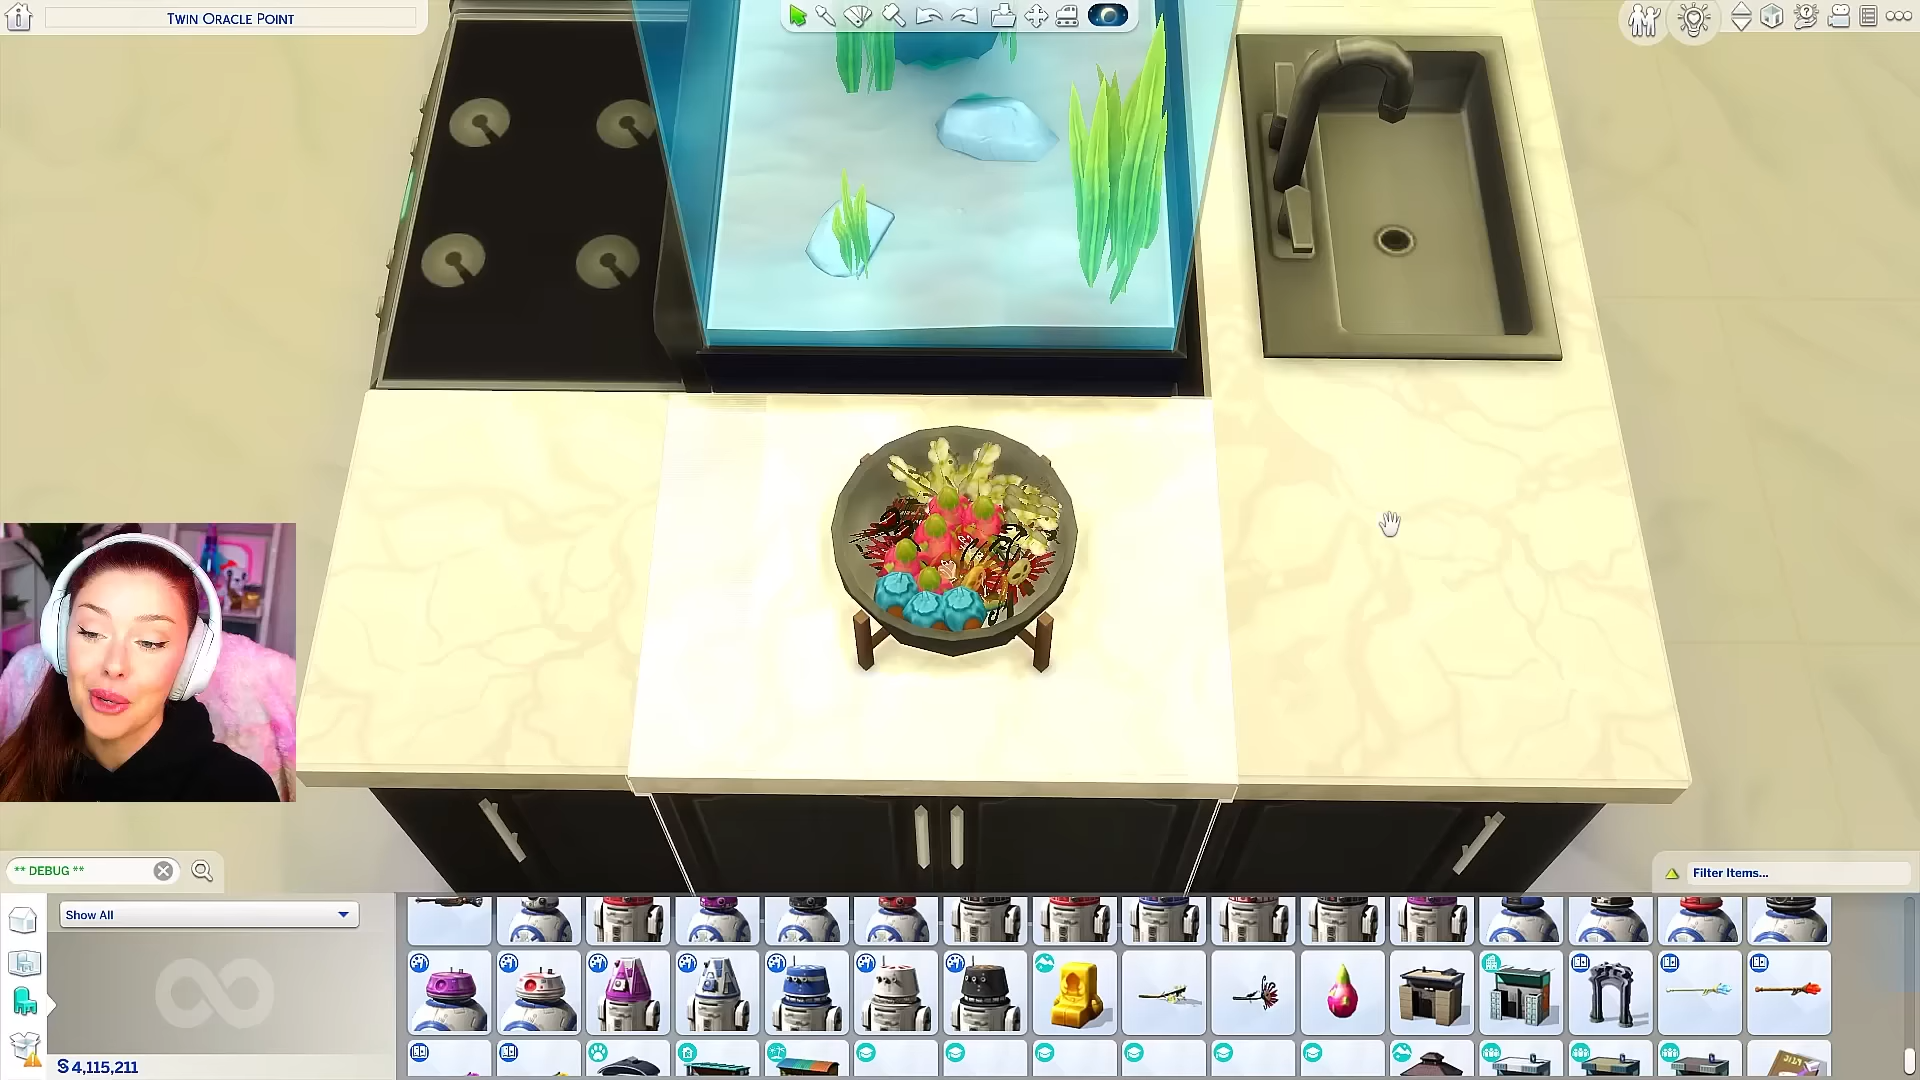 Twin Oracle Point
** DEBUG **
Filter Items...
Show All
§4,115,211